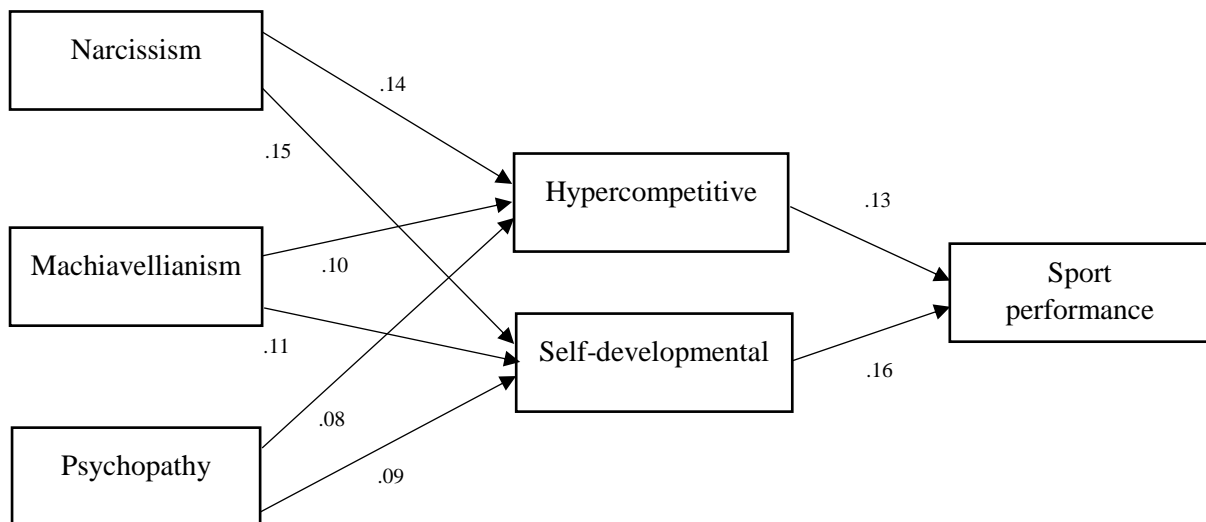 Narcissism
.14
.15
Hypercompetitive
.13
Machiavellianism
.10
Sport
performance
.11
Self-developmental
.16
.08
Psychopathy
.09